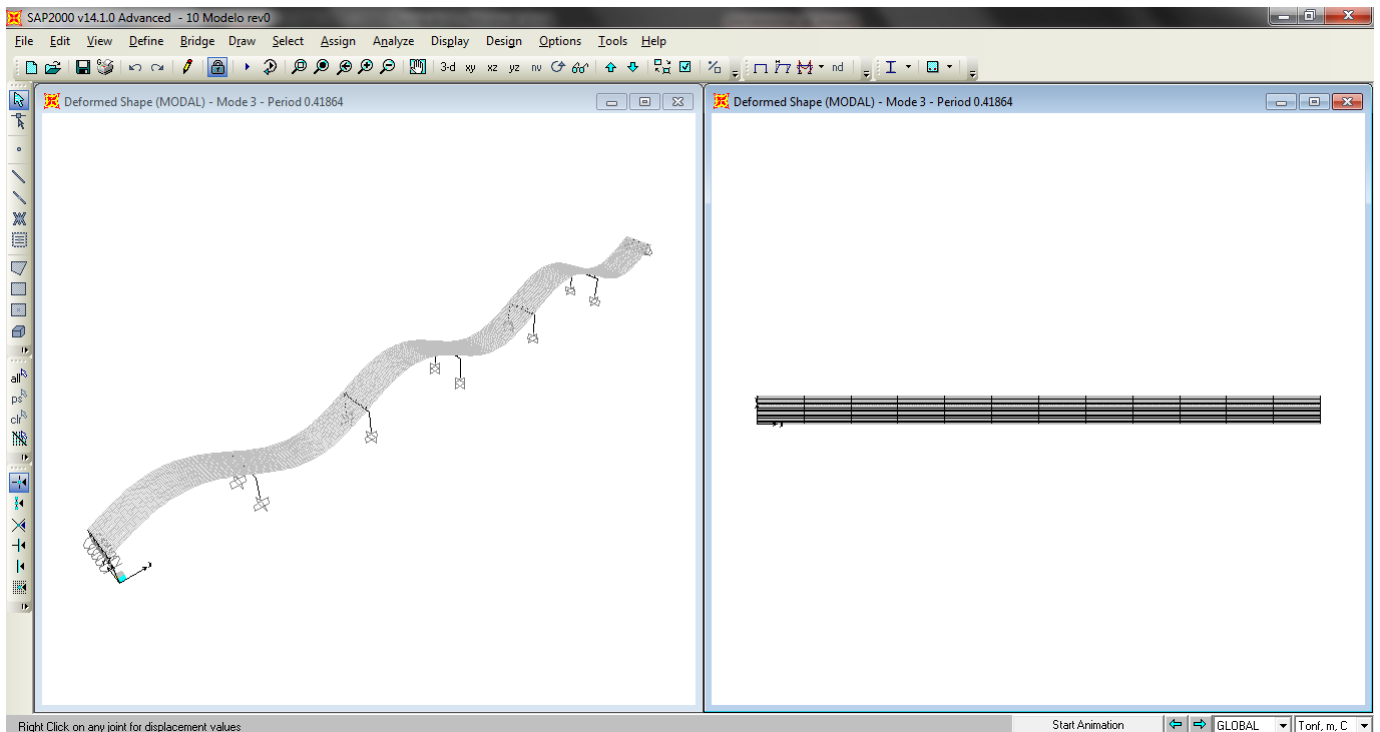 SAP2000 v14.1.0 Advanced - 10 Modelo rev0
File Edit View Define Bridge Draw Select Assign Analyze Display Design Options Tools Help
3-d xy xz yz nv nd
Deformed Shape (MODAL) - Mode 3 - Period 0.41864
Deformed Shape (MODAL) - Mode 3 - Period 0.41864
all
ps
clr
Right Click on any joint for displacement values
Start Animation
GLOBAL
Tonf, m, C